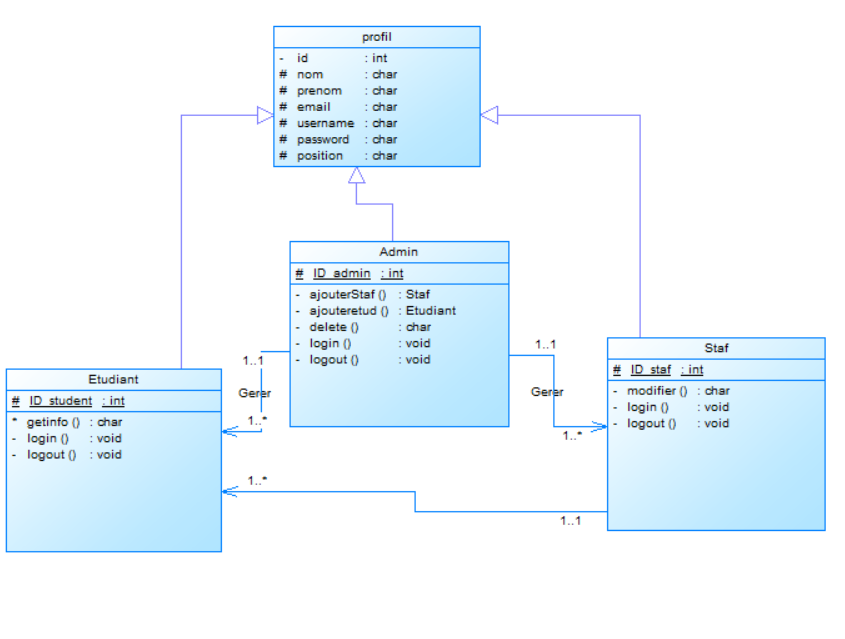 profil
- id : int
# nom : char
# prenom : char
# email : char
# username : char
# password : char
# position : char
Admin
# ID_admin : int
- ajouterStaf () : Staf
- ajouteretud () : Etudiant
- delete () : char
- login () : void
- logout () : void
1..1
Gerer
1..*
1..1
Gerer
1..*
Staf
# ID_staf : int
- modifier () : char
- login () : void
- logout () : void
Etudiant
# ID_student : int
* getinfo () : char
- login () : void
- logout () : void
1..*
1..1